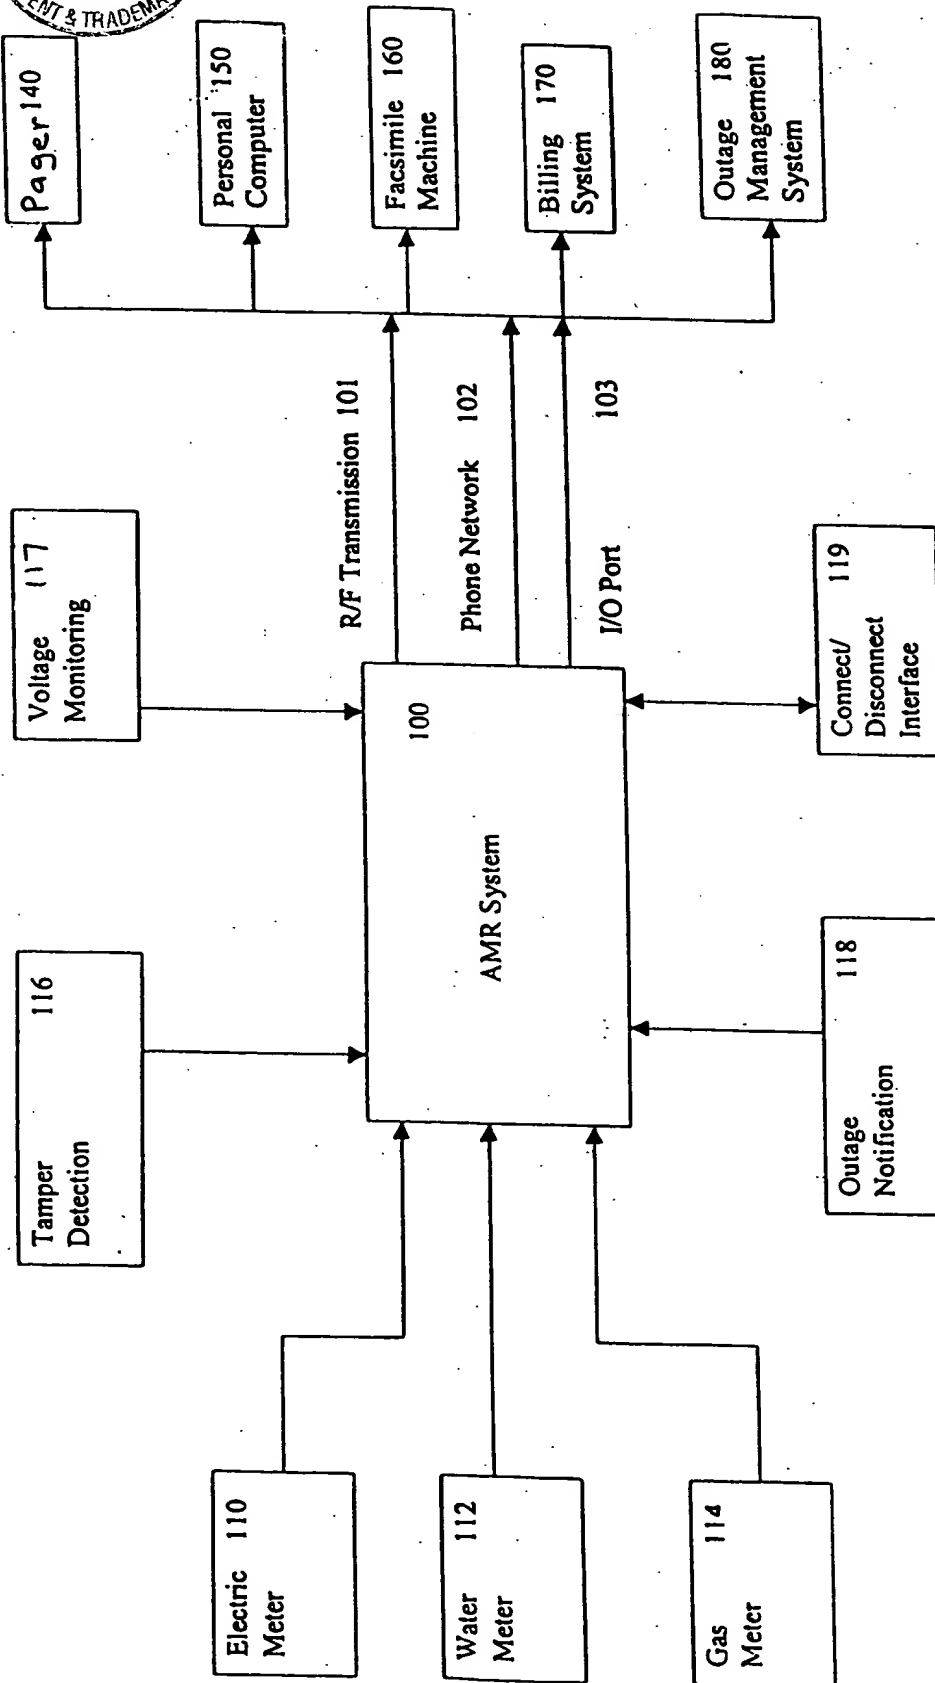 ENT & TRADEMA
Tamper 116
Detection
Voltage 117
Monitoring
Pager 140
Personal 150
Computer
Facsimile 160
Machine
Billing 170
System
Outage 180
Management
System
R/F Transmission 101
Phone Network 102
I/O Port 103
100
AMR System
Electric 110
Meter
Water 112
Meter
Gas 114
Meter
Outage 118
Notification
Connect/ 119
Disconnect
Interface